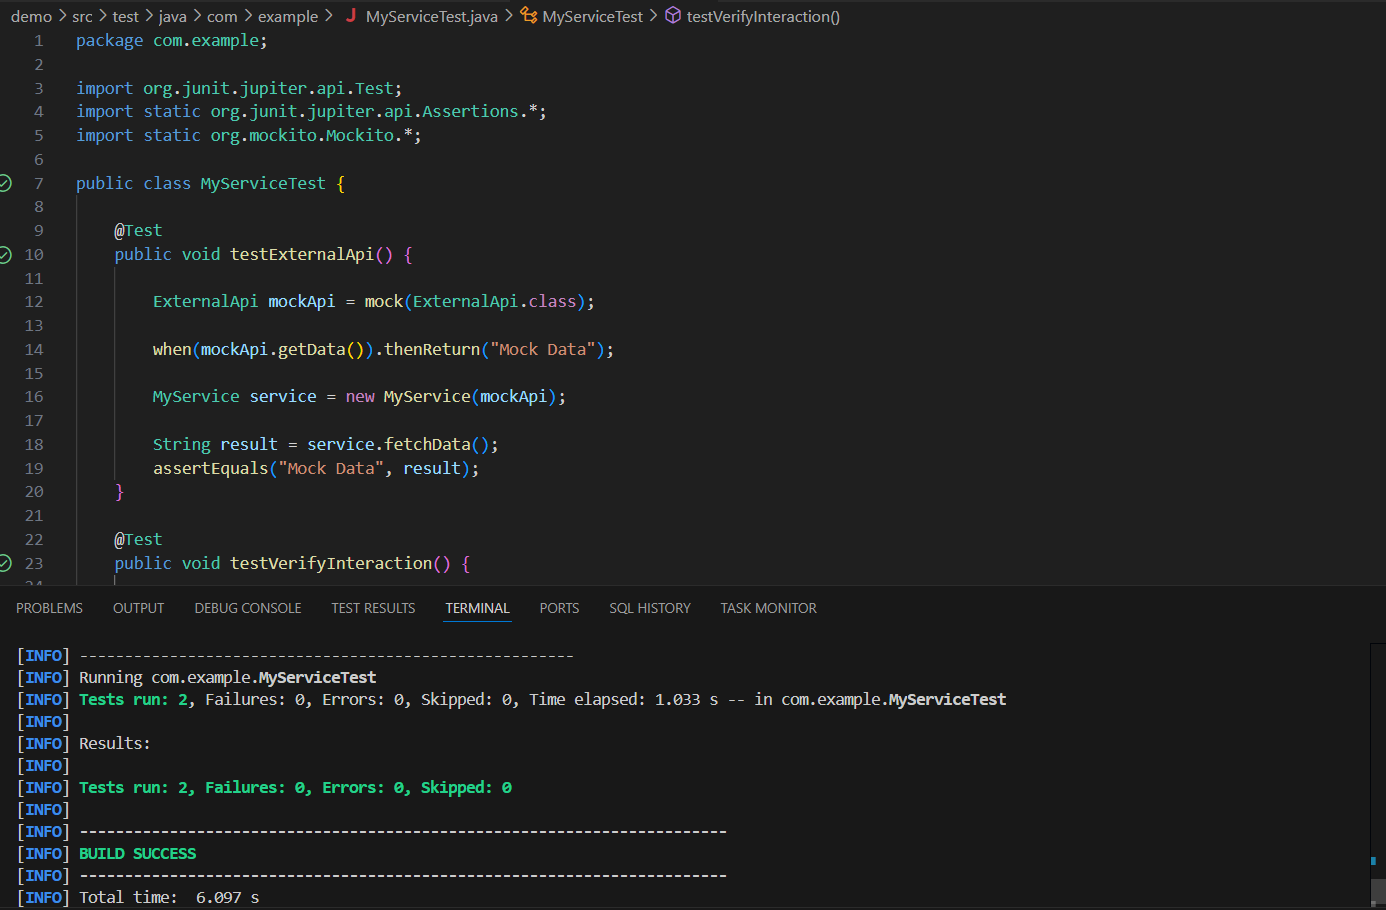 demo > src > test > java > com > example > J MyServiceTest.java > MyServiceTest > testVerifyInteraction()
1 package com.example;
2
3 import org.junit.jupiter.api.Test;
4 import static org.junit.jupiter.api.Assertions.*;
5 import static org.mockito.Mockito.*;
6
7 public class MyServiceTest {
8
9 @Test
10 public void testExternalApi() {
11
12 ExternalApi mockApi = mock(ExternalApi.class);
13
14 when(mockApi.getData()).thenReturn("Mock Data");
15
16 MyService service = new MyService(mockApi);
17
18 String result = service.fetchData();
19 assertEquals("Mock Data", result);
20 }
21
22 @Test
23 public void testVerifyInteraction() {
24
PROBLEMS OUTPUT DEBUG CONSOLE TEST RESULTS TERMINAL PORTS SQL HISTORY TASK MONITOR
[INFO] -------------------------------------------------------
[INFO] Running com.example.MyServiceTest
[INFO] Tests run: 2, Failures: 0, Errors: 0, Skipped: 0, Time elapsed: 1.033 s -- in com.example.MyServiceTest
[INFO]
[INFO] Results:
[INFO]
[INFO] Tests run: 2, Failures: 0, Errors: 0, Skipped: 0
[INFO]
[INFO] ------------------------------------------------------------------------
[INFO] BUILD SUCCESS
[INFO] ------------------------------------------------------------------------
[INFO] Total time:  6.097 s